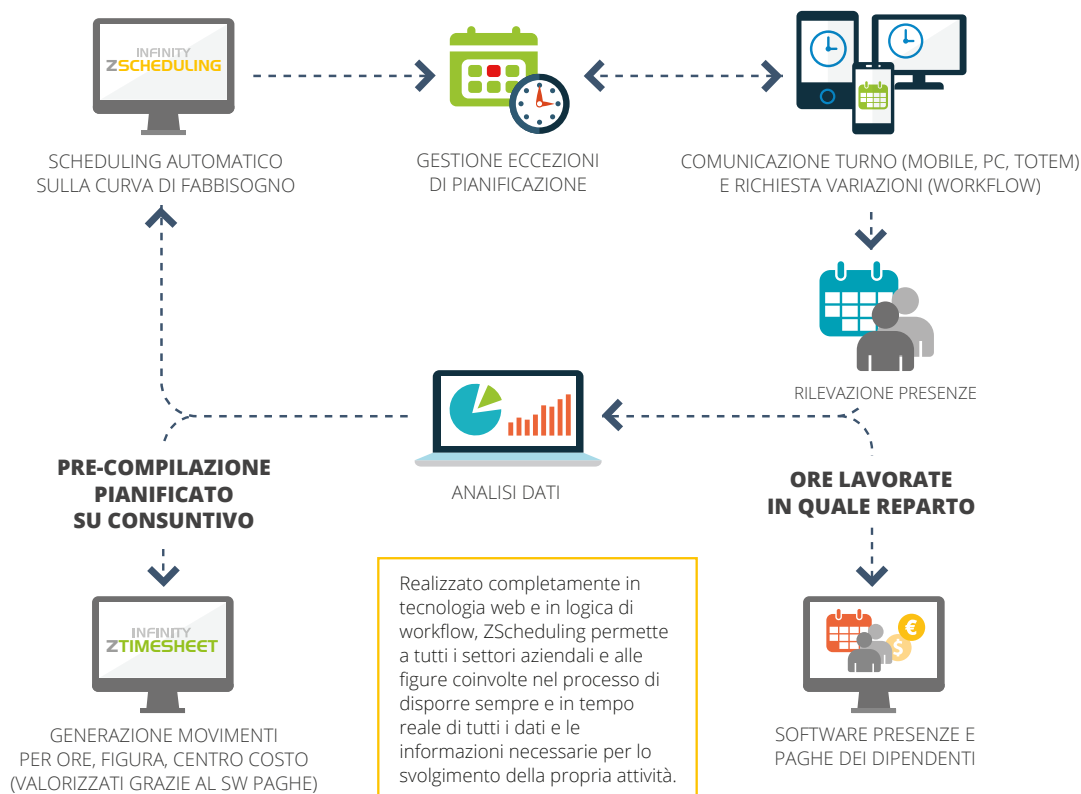 INFINITY
ZSCHEDULING
SCHEDULING AUTOMATICO
SULLA CURVA DI FABBISOGNO
GESTIONE ECCEZIONI
DI PIANIFICAZIONE
COMUNICAZIONE TURNO (MOBILE, PC, TOTEM)
E RICHIESTA VARIAZIONI (WORKFLOW)
RILEVAZIONE PRESENZE
PRE-COMPILAZIONE
PIANIFICATO
SU CONSUNTIVO
ANALISI DATI
ORE LAVORATE
IN QUALE REPARTO
INFINITY
ZTIMESHEET
GENERAZIONE MOVIMENTI
PER ORE, FIGURA, CENTRO COSTO
(VALORIZZATI GRAZIE AL SW PAGHE)
Realizzato completamente in
tecnologia web e in logica di
workflow, ZScheduling permette
a tutti i settori aziendali e alle
figure coinvolte nel processo di
disporre sempre e in tempo
reale di tutti i dati e le
informazioni necessarie per lo
svolgimento della propria attività.
€
$
SOFTWARE PRESENZE E
PAGHE DEI DIPENDENTI